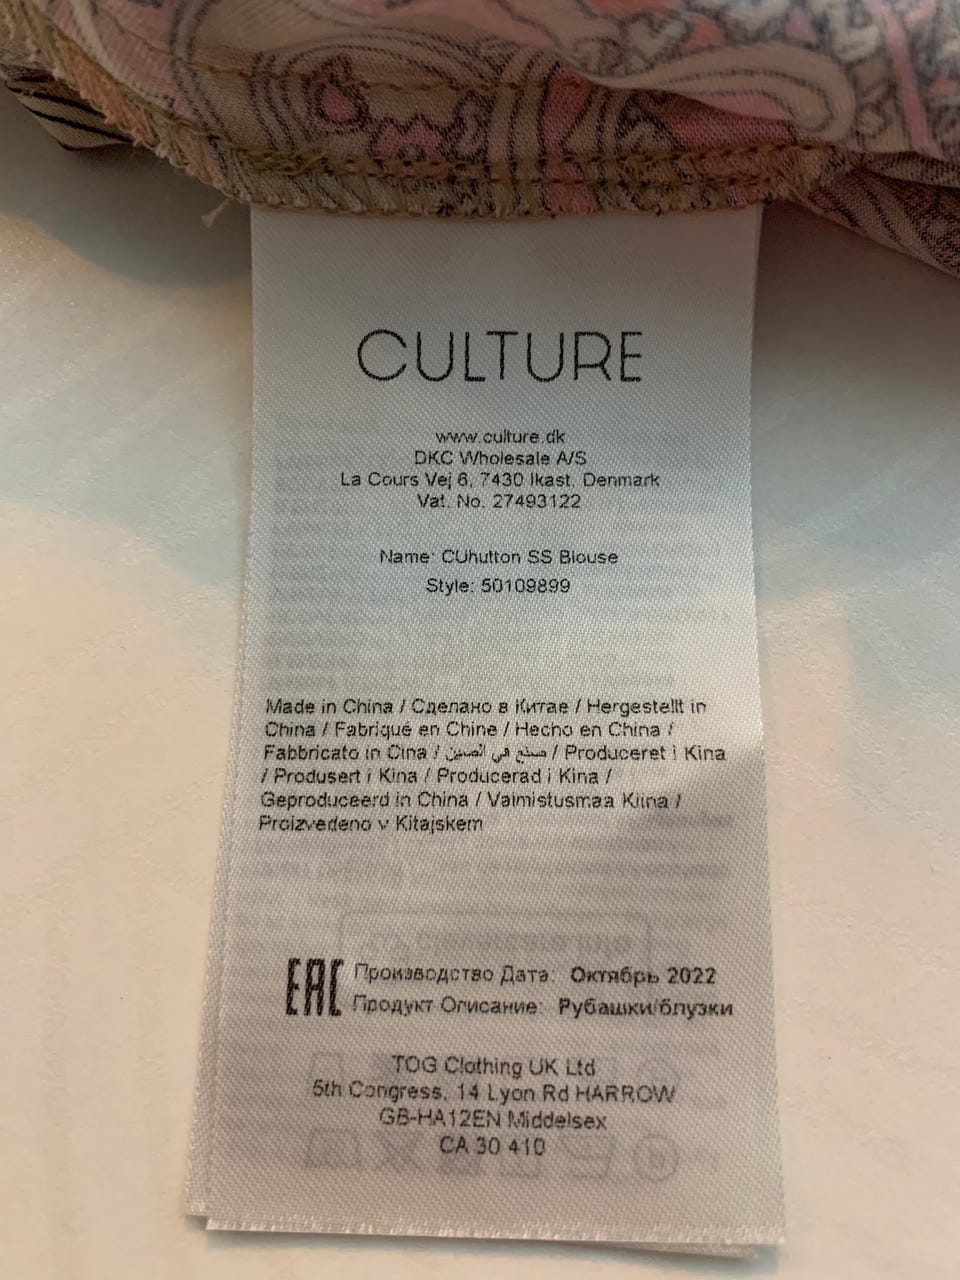 CULTURE
www.culture.dk
DKC Wholesale A/S
La Cours Vej 6, 7430 Ikast, Denmark
Vat. No. 27493122
Name: CUhutton SS Blouse
Style: 50109899
Made in China / Сделано в Китае / Hergestellt in
China / Fabriqué en Chine / Hecho en China /
Fabbricato in Cina / صنع في الصين / Produceret i Kina
/ Produsert i Kina / Producerad i Kina /
Geproduceerd in China / Valmistusmaa Kiina /
Proizvedeno v Kitajskem
EAC Производство Дата: Октябрь 2022
Продукт Описание: Рубашки/блузки
TOG Clothing UK Ltd
5th Congress, 14 Lyon Rd HARROW
GB-HA12EN Middelsex
CA 30 410